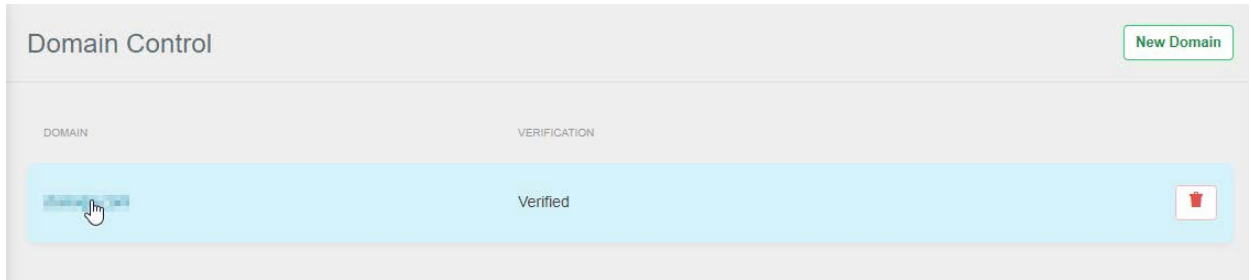 Domain Control
New Domain
DOMAIN
VERIFICATION
Verified